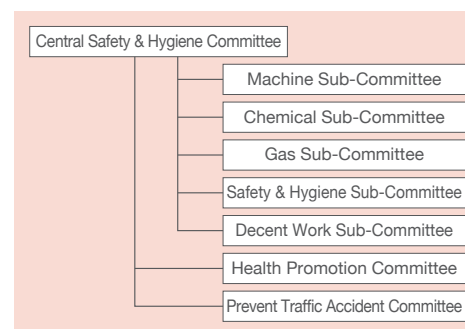 Central Safety & Hygiene Committee
Machine Sub-Committee
Chemical Sub-Committee
Gas Sub-Committee
Safety & Hygiene Sub-Committee
Decent Work Sub-Committee
Health Promotion Committee
Prevent Traffic Accident Committee